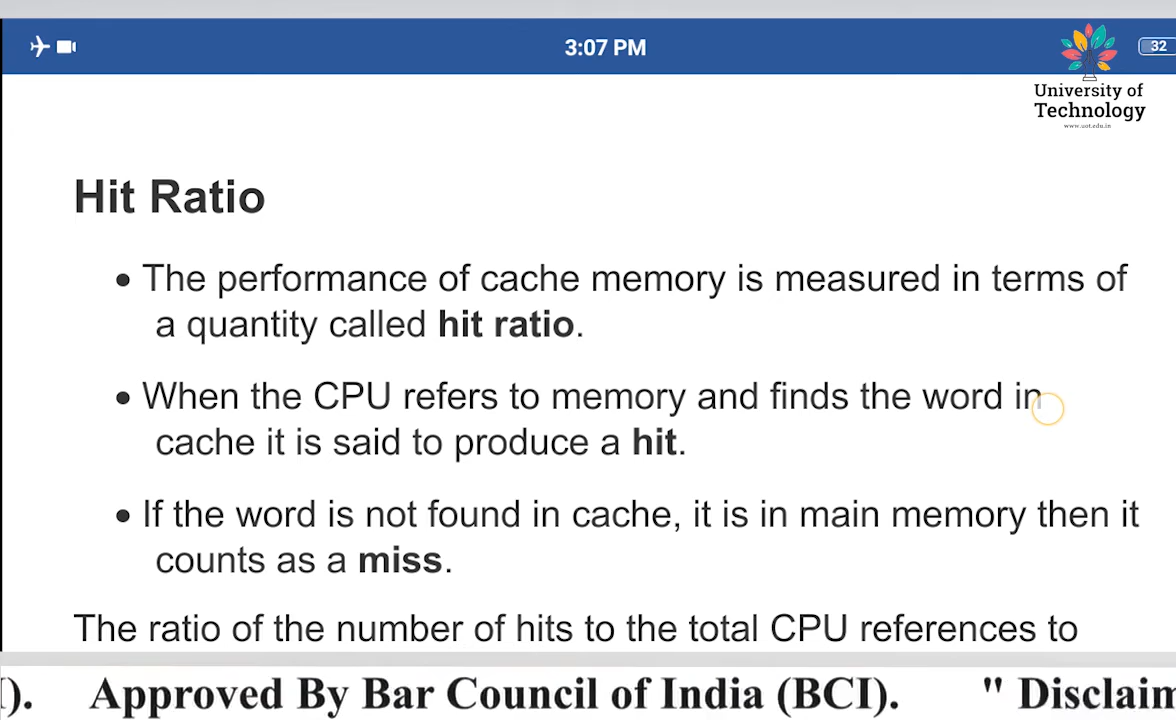 3:07 PM
32
University of
Technology
www.uot.edu.in
Hit Ratio
• The performance of cache memory is measured in terms of
a quantity called hit ratio.
• When the CPU refers to memory and finds the word in
cache it is said to produce a hit.
• If the word is not found in cache, it is in main memory then it
counts as a miss.
The ratio of the number of hits to the total CPU references to
). Approved By Bar Council of India (BCI). " Disclaim